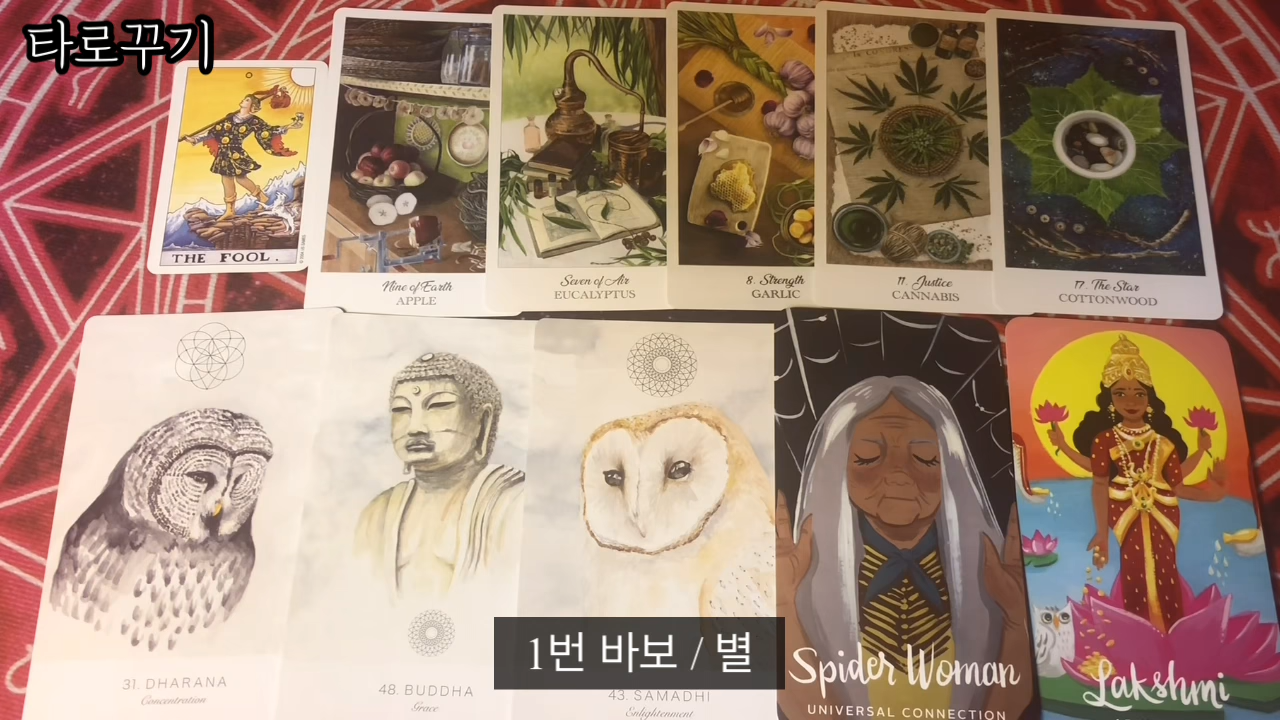 타로꾸기
THE FOOL.
Nine of Earth
APPLE
Seven of Air
EUCALYPTUS
8. Strength
GARLIC
11. Justice
CANNABIS
17. The Star
COTTONWOOD
31. DHARANA
Concentration
48. BUDDHA
Grace
43. SAMADHI
Enlightenment
Spider Woman
UNIVERSAL CONNECTION
Lakshmi
1번 바보 / 별